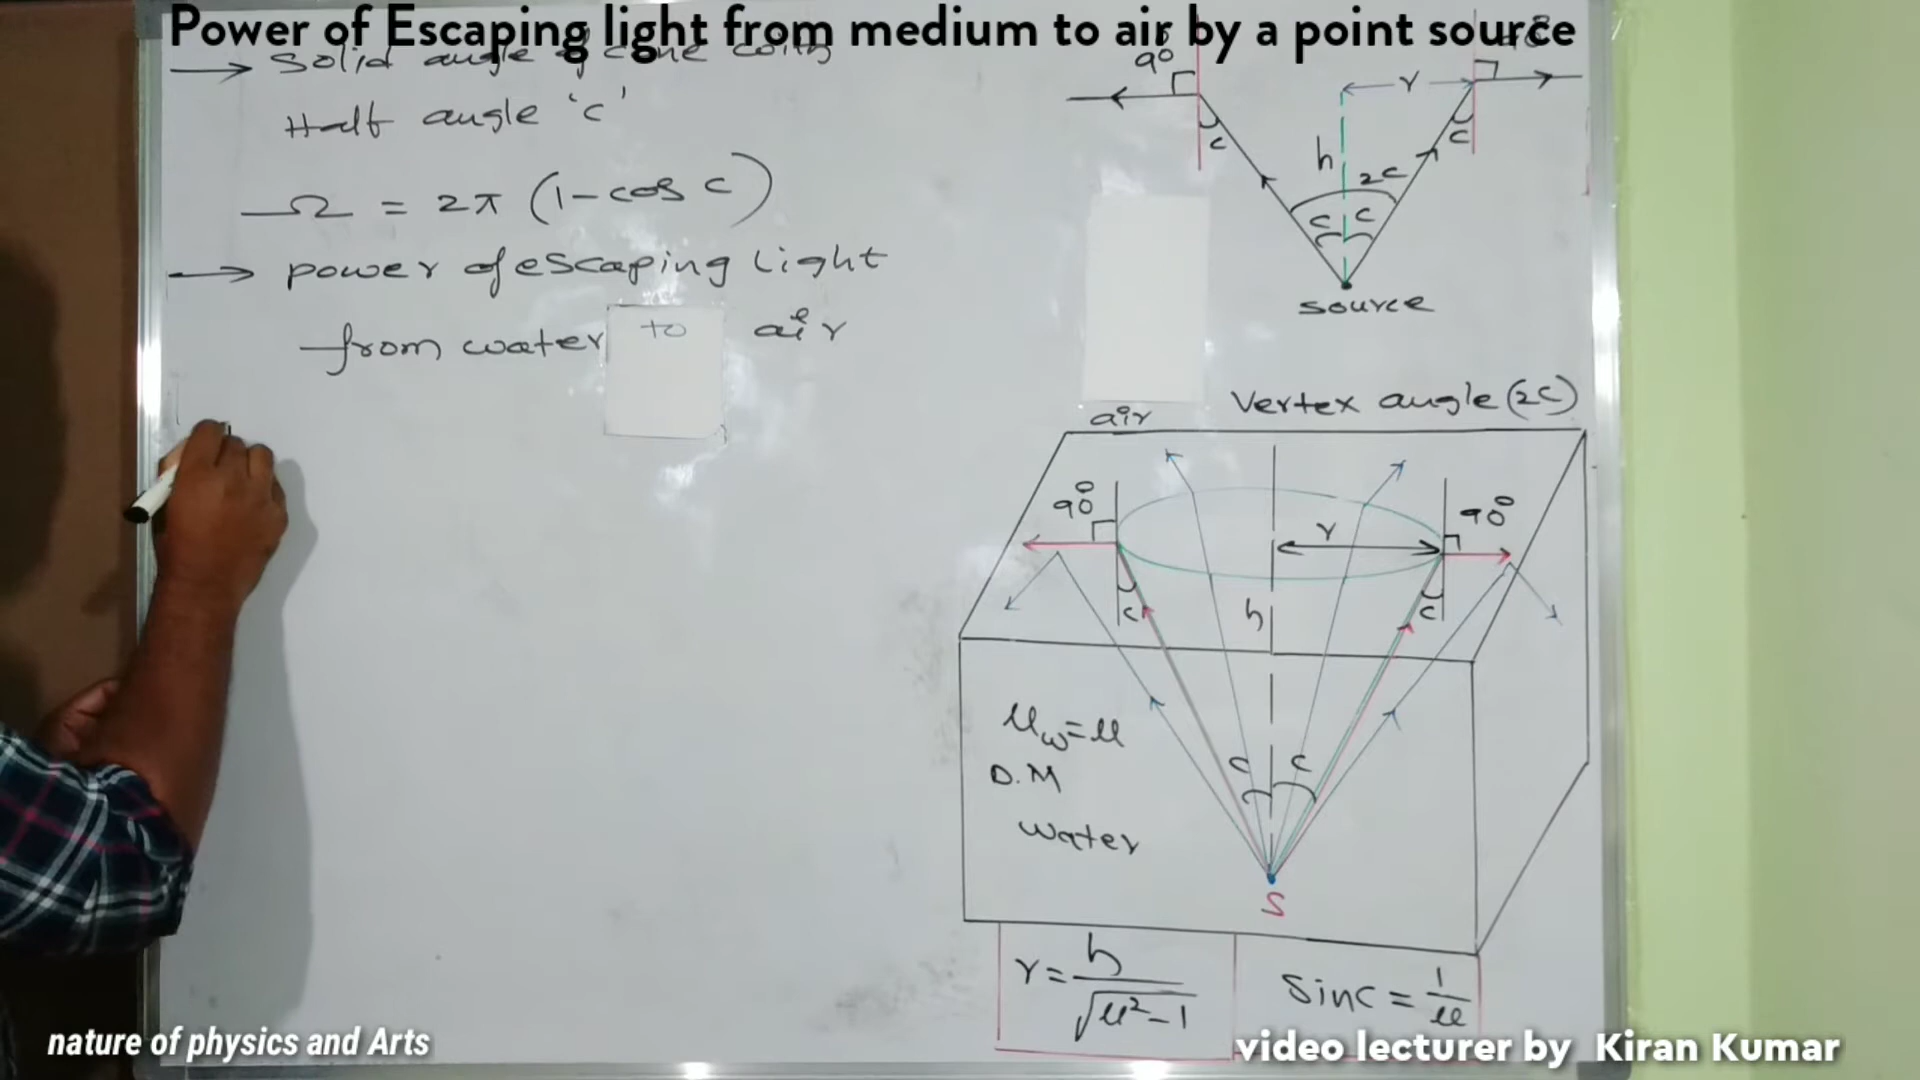 Power of Escaping light from medium to air by a point source
→ Solid angle of cone with
Half angle 'c'
Ω = 2π (1-cos c)
→ power of escaping light
from water to air
90°
90°
r
c
c
h
2c
c c
source
Vertex angle (2c)
air
90°
90°
r
c
h
c
μw=μ
D.M
water
c c
S
r = h/√μ²-1
Sinc = 1/μ
nature of physics and Arts
video lecturer by Kiran Kumar